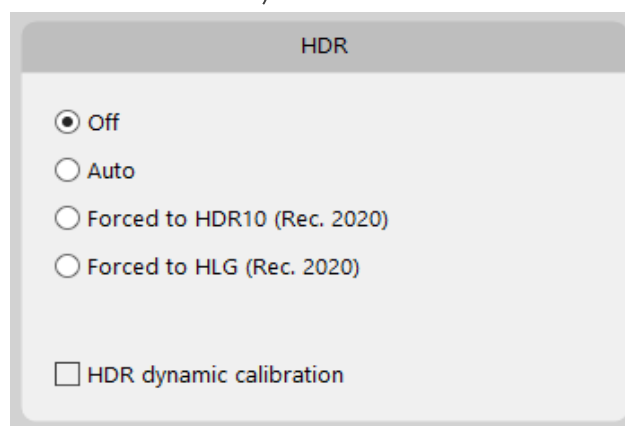 HDR
Off
Auto
Forced to HDR10 (Rec. 2020)
Forced to HLG (Rec. 2020)
HDR dynamic calibration